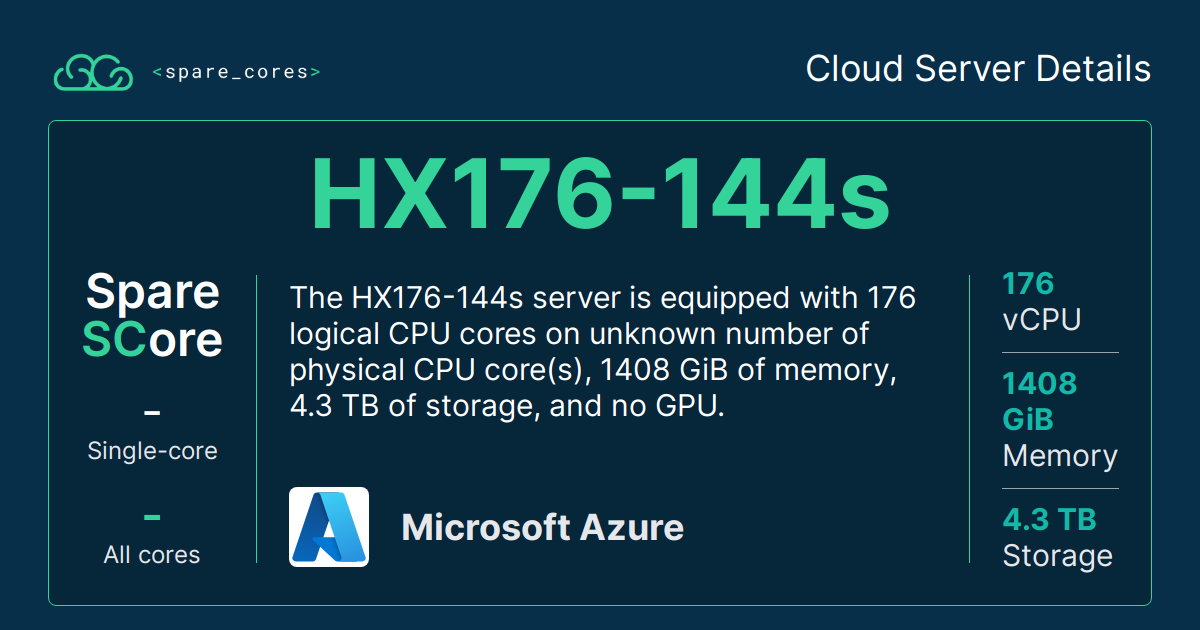 <spare_cores>
Cloud Server Details
HX176-144s
Spare
SCore
-
Single-core
-
All cores
The HX176-144s server is equipped with 176
logical CPU cores on unknown number of
physical CPU core(s), 1408 GiB of memory,
4.3 TB of storage, and no GPU.
Microsoft Azure
176
vCPU
1408
GiB
Memory
4.3 TB
Storage